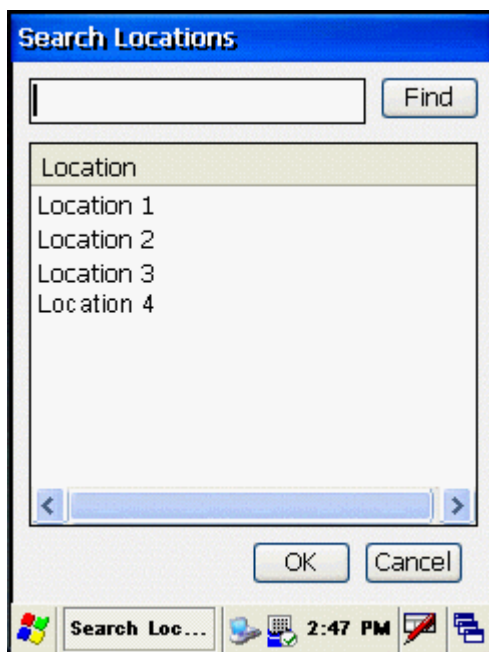 Search Locations
Find
Location
Location 1
Location 2
Location 3
Location 4
OK Cancel
Search Loc... 2:47 PM